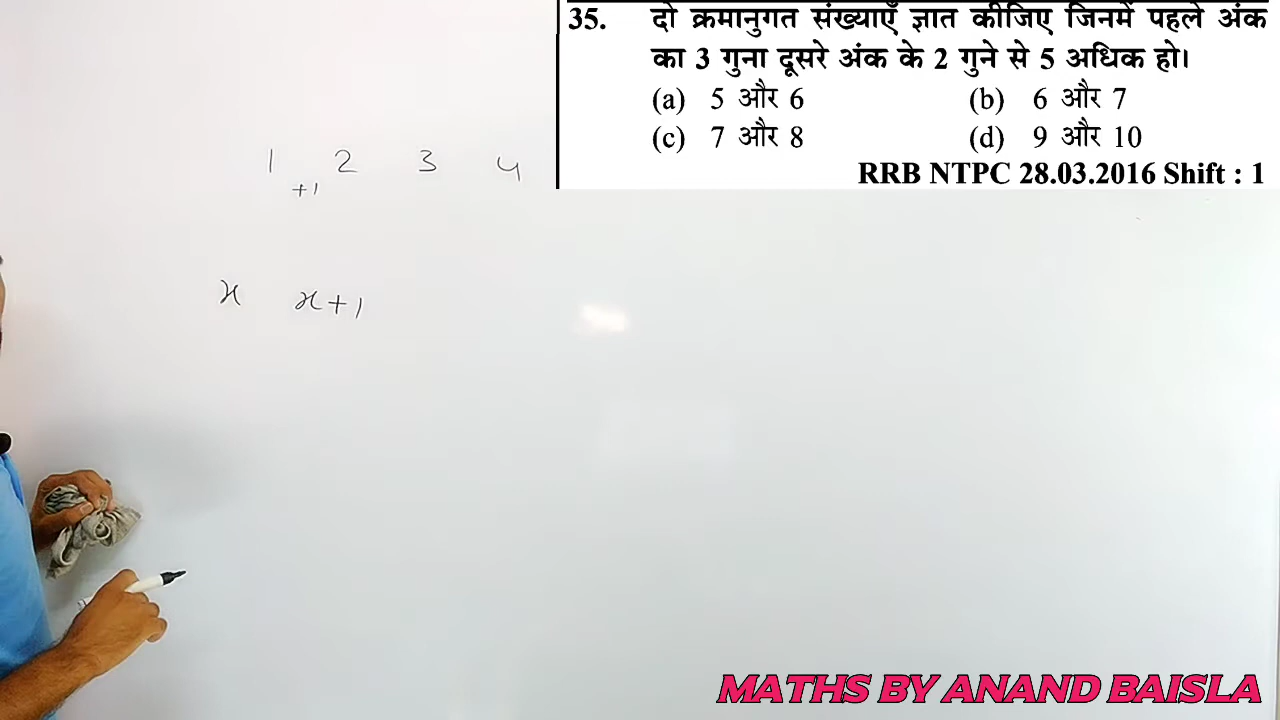 35. दो क्रमानुगत संख्याएँ ज्ञात कीजिए जिनमें पहले अंक
का 3 गुना दूसरे अंक के 2 गुने से 5 अधिक हो।
(a) 5 और 6 (b) 6 और 7
(c) 7 और 8 (d) 9 और 10
RRB NTPC 28.03.2016 Shift : 1
1 2 3 4
+1
x x+1
MATHS BY ANAND BAISLA